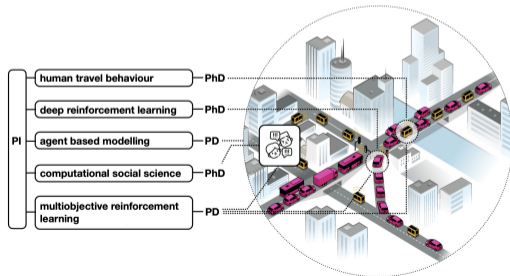 PI
human travel behaviour
PhD
deep reinforcement learning
PhD
agent based modelling
PD
computational social science
PhD
multiobjective reinforcement
learning
PD